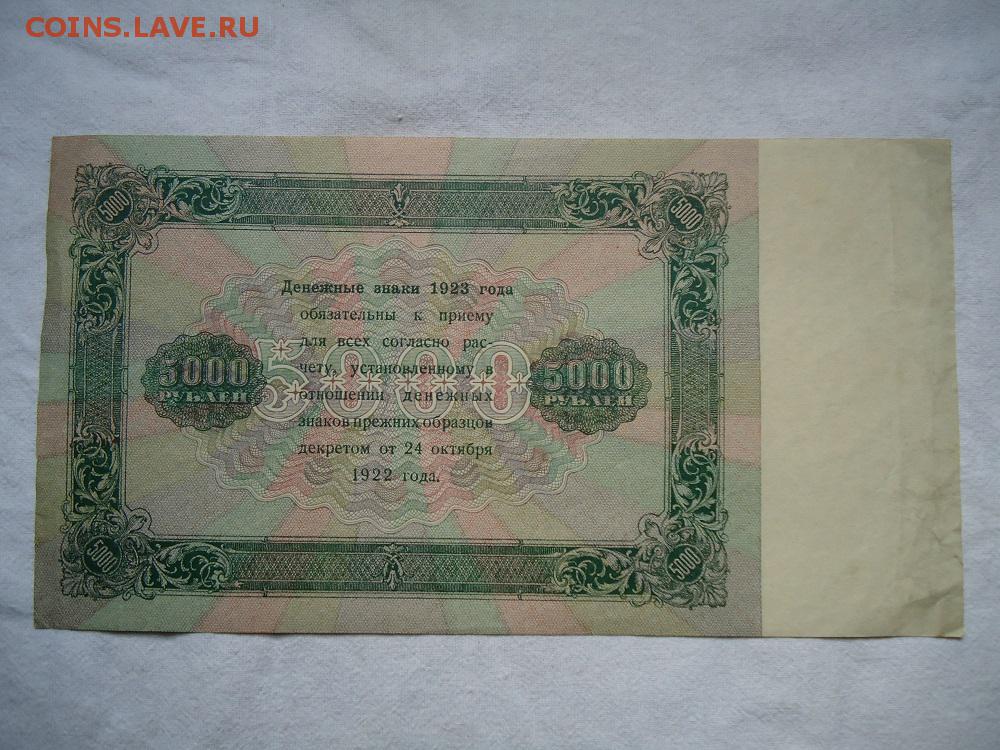 COINS.LAVE.RU
5000
5000
Денежные знаки 1923 года
обязательны к приему
для всех согласно рас-
чету, установленному в
отношении денежных
знаков прежних образцов
декретом от 24 октября
1922 года.
5000
РУБЛЕЙ
5000
5000
РУБЛЕЙ
5000
5000